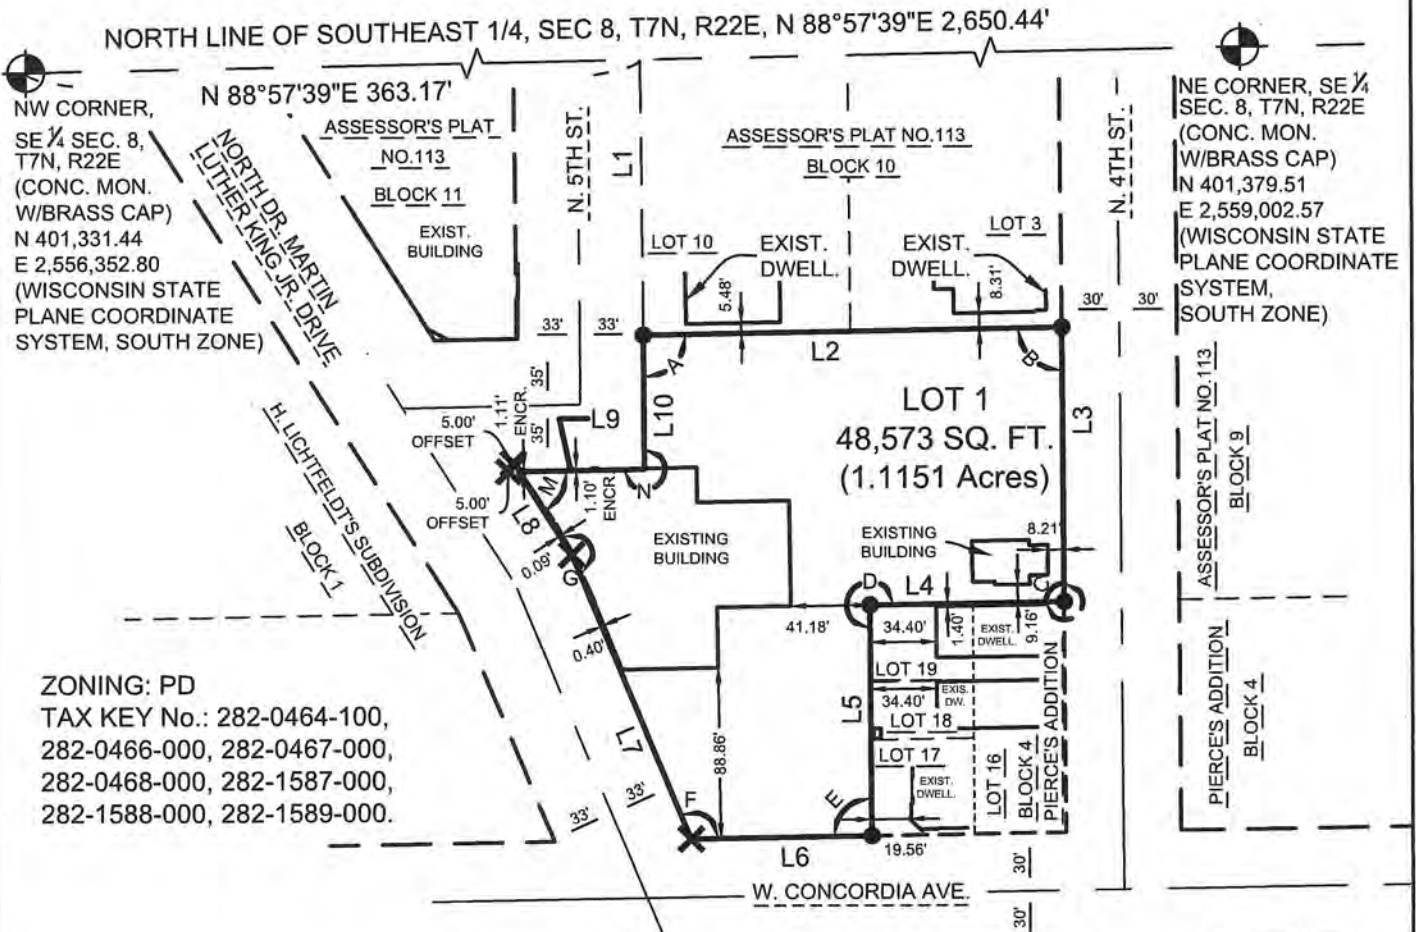 NORTH LINE OF SOUTHEAST 1/4, SEC 8, T7N, R22E, N 88°57'39"E 2,650.44'
N 88°57'39"E 363.17'
NW CORNER,
SE ¼ SEC. 8,
T7N, R22E
(CONC. MON.
W/BRASS CAP)
N 401,331.44
E 2,556,352.80
(WISCONSIN STATE
PLANE COORDINATE
SYSTEM, SOUTH ZONE)
NORTH DR. MARTIN
LUTHER KING JR. DRIVE
ASSESSOR'S PLAT
NO.113
BLOCK 11
EXIST.
BUILDING
N. 5TH ST.
L1
ASSESSOR'S PLAT NO.113
BLOCK 10
N. 4TH ST.
NE CORNER, SE ¼
SEC. 8, T7N, R22E
(CONC. MON.
W/BRASS CAP)
N 401,379.51
E 2,559,002.57
(WISCONSIN STATE
PLANE COORDINATE
SYSTEM,
SOUTH ZONE)
LOT 10
EXIST.
DWELL.
EXIST.
DWELL.
LOT 3
5.48'
8.31'
30'
30'
33'
33'
L2
A
B
35'
35'
1.11'
ENCR.
5.00'
OFFSET
L9
L10
LOT 1
48,573 SQ. FT.
(1.1151 Acres)
L3
ASSESSOR'S PLAT NO.113
BLOCK 9
H. LICHTFELDT'S SUBDIVISION
BLOCK 1
5.00'
OFFSET
L8
M
N
1.10'
ENCR.
EXISTING
BUILDING
EXISTING
BUILDING
8.21'
0.09'
G
D
L4
C
41.18'
34.40'
1.40'
EXIST.
DWELL.
9.16'
0.40'
LOT 19
34.40'
EXIS.
DW.
LOT 18
L5
LOT 17
EXIST.
DWELL.
LOT 16
BLOCK 4
PIERCE'S ADDITION
PIERCE'S ADDITION
BLOCK 4
ZONING: PD
TAX KEY No.: 282-0464-100,
282-0466-000, 282-0467-000,
282-0468-000, 282-1587-000,
282-1588-000, 282-1589-000.
L7
88.86'
33'
33'
F
E
L6
19.56'
30'
W. CONCORDIA AVE.
30'